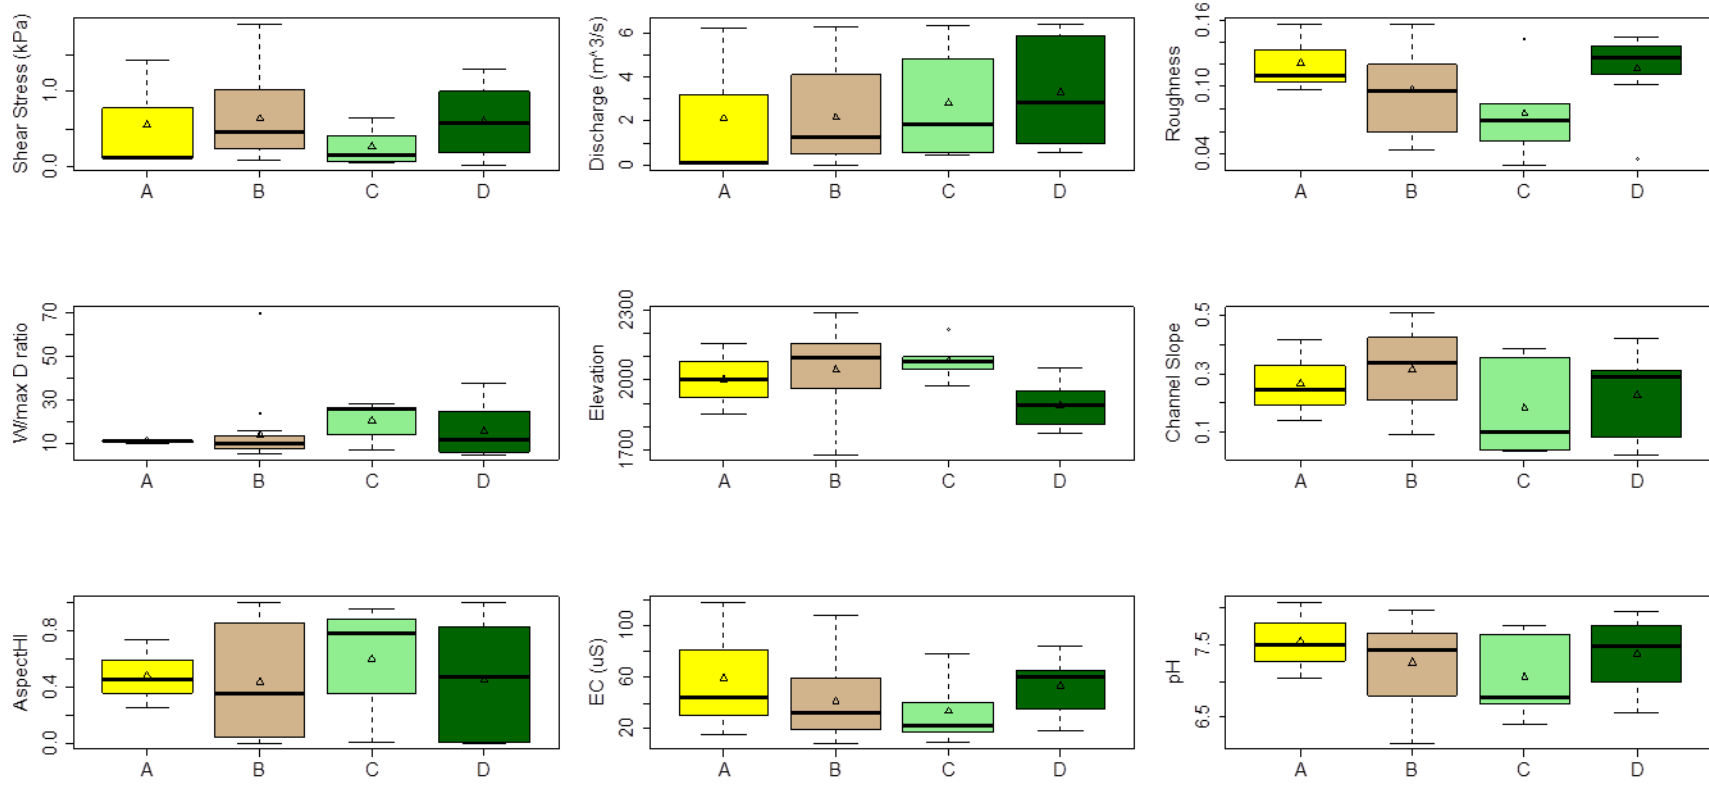 Shear Stress (kPa)
0.0 1.0
A B C D
Discharge (m^3/s)
0 2 4 6
A B C D
Roughness
0.04 0.10 0.16
A B C D
W/max D ratio
10 30 50 70
A B C D
Elevation
1700 2000 2300
A B C D
Channel Slope
0.1 0.3 0.5
A B C D
AspectHI
0.0 0.4 0.8
A B C D
EC (uS)
20 60 100
A B C D
pH
6.5 7.5
A B C D